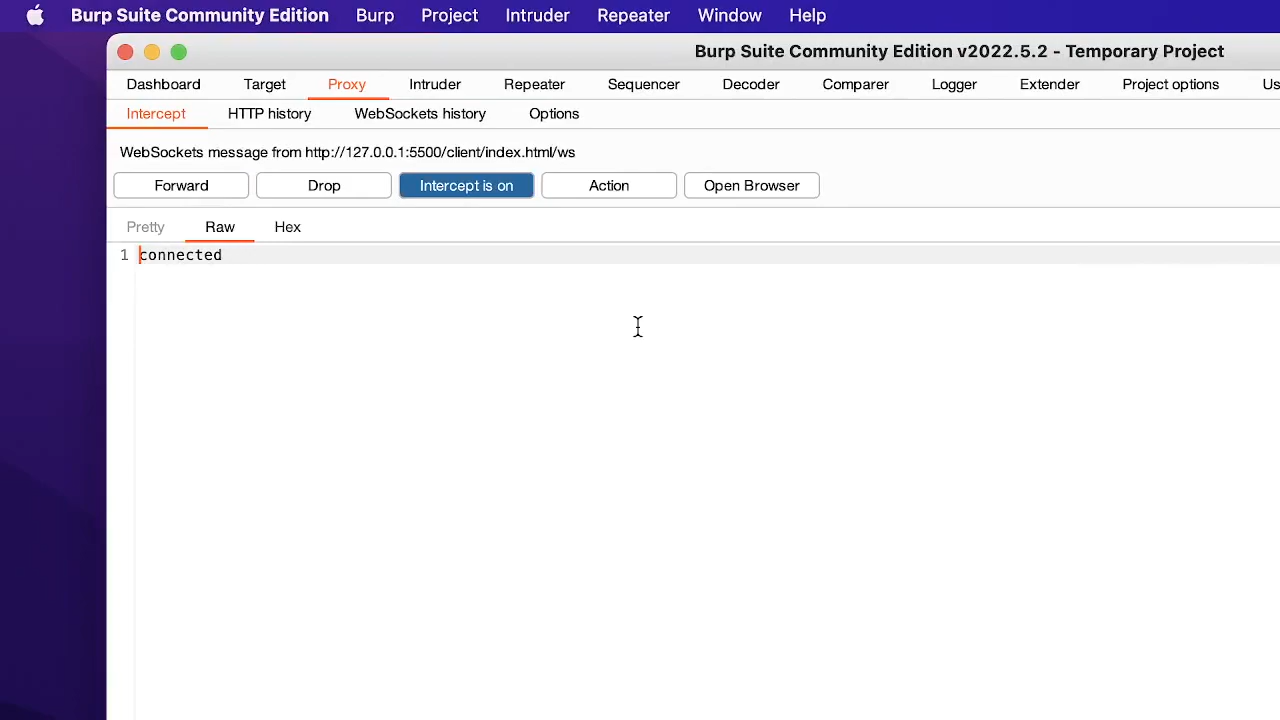 Burp Suite Community Edition Burp Project Intruder Repeater Window Help
Burp Suite Community Edition v2022.5.2 - Temporary Project
Dashboard Target Proxy Intruder Repeater Sequencer Decoder Comparer Logger Extender Project options Us
Intercept HTTP history WebSockets history Options
WebSockets message from http://127.0.0.1:5500/client/index.html/ws
Forward Drop Intercept is on Action Open Browser
Pretty Raw Hex
1 connected